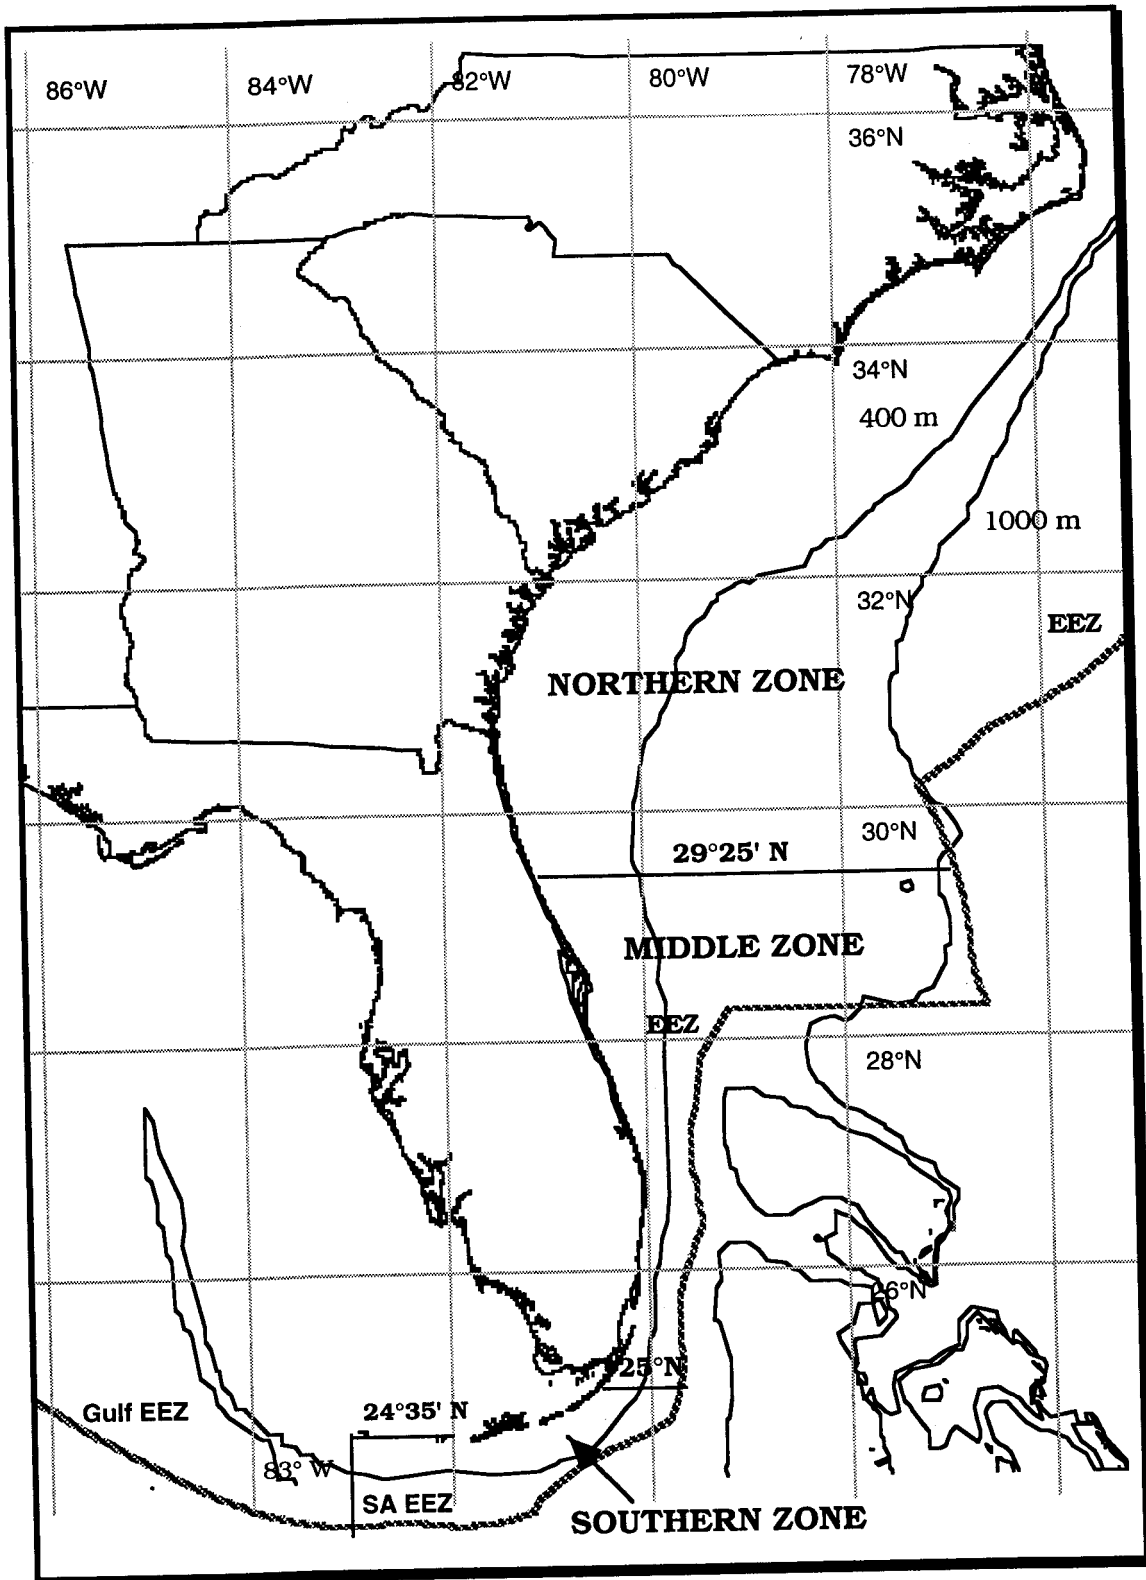 86°W
84°W
82°W
80°W
78°W
36°N
34°N
400 m
1000 m
32°N
EEZ
NORTHERN ZONE
30°N
29°25' N
MIDDLE ZONE
EEZ
28°N
26°N
25°N
Gulf EEZ
24°35' N
83° W
SA EEZ
SOUTHERN ZONE